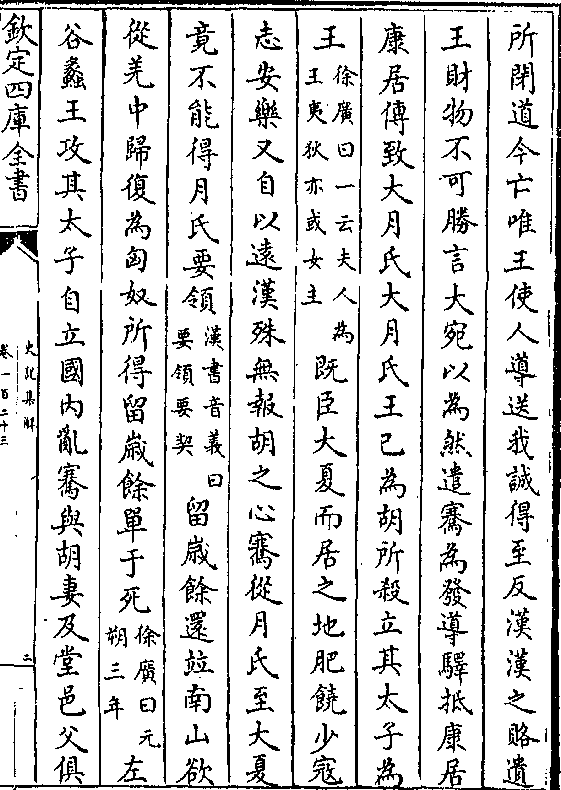 所閉道今亡唯王使人導送我誠得至反漢漢之賂遺
王財物不可勝言大宛以為然遣騫為發導驛抵康居
康居傳致大月氏大月氏王已為胡所殺立其太子為
王徐廣曰一云夫人為王夷狄亦或女主既臣大夏而居之地肥饒少寇
志安樂又自以遠漢殊無報胡之心騫從月氏至大夏
竟不能得月氏要領漢書音義曰要領要契留歲餘還竝南山欲
從羌中歸復為匈奴所得留歲餘單于死徐廣曰元朔三年左
谷蠡王攻其太子自立國內亂騫與胡妻及堂邑父俱
欽定四庫全書
史記集解
卷一百二十三
二